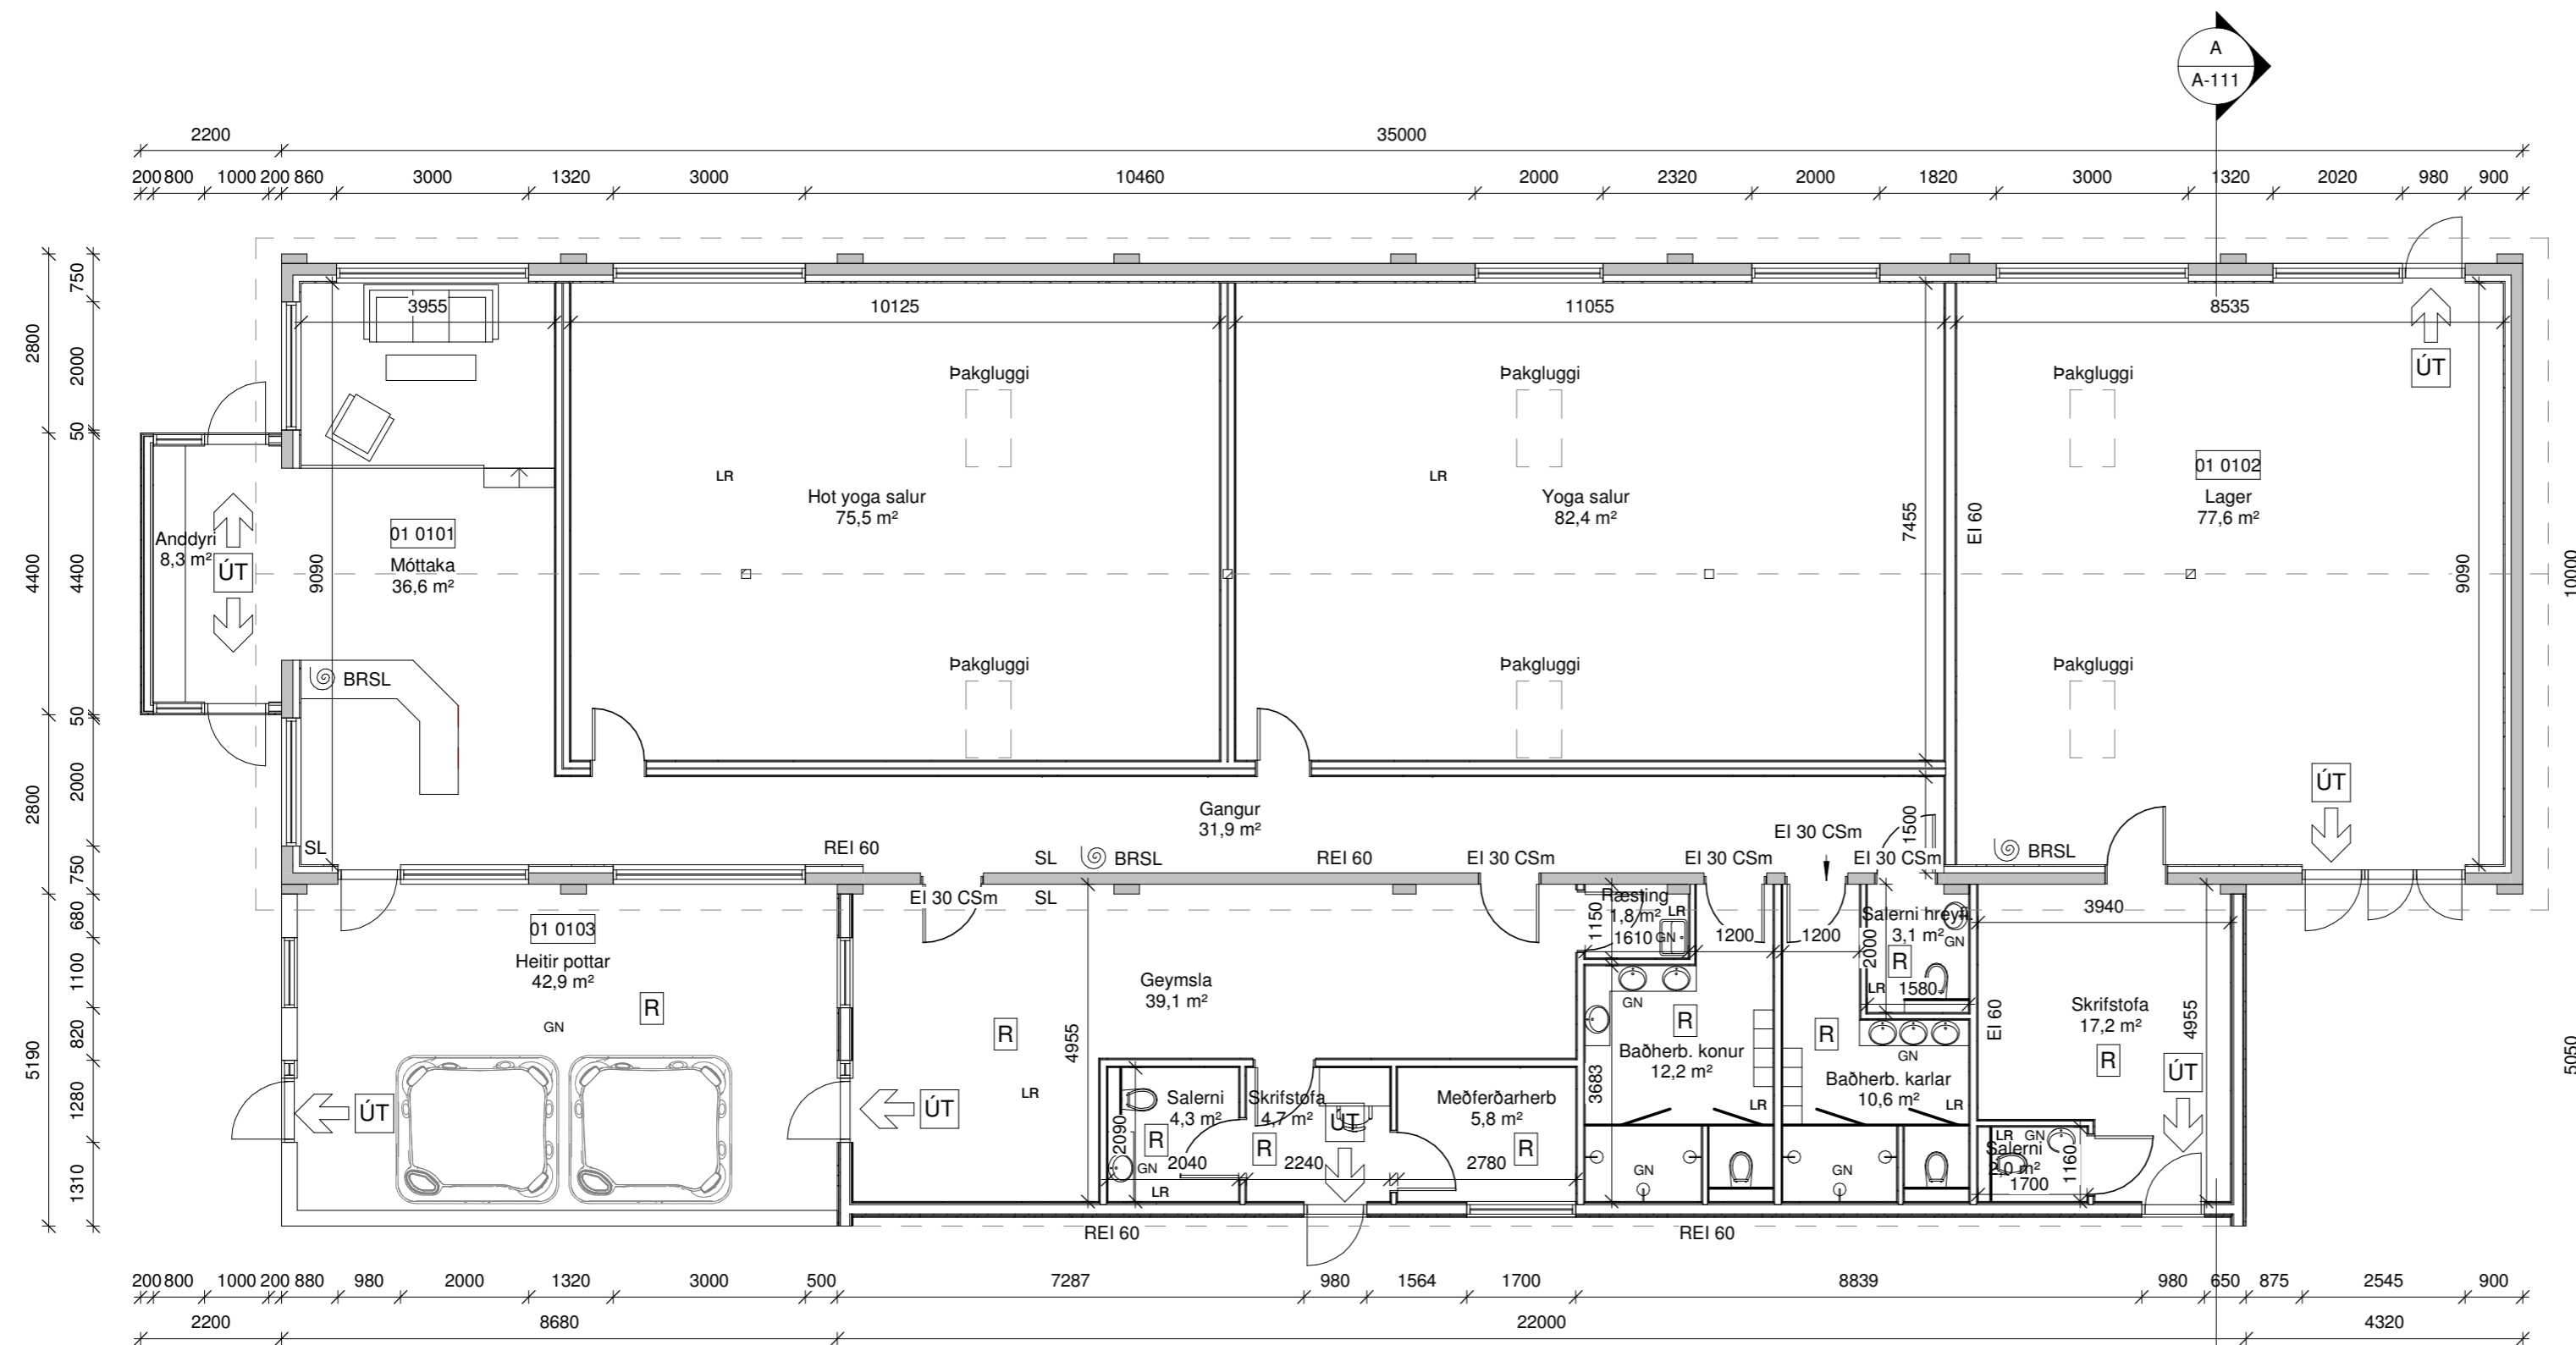 A
A-111
2200
35000
200 800 1000 200 860 3000 1320 3000 10460 2000 2320 2000 1820 3000 1320 2020 980 900
750
2800
2000
50
4400
4400
50
2000
2800
750
680
1100
820
5190
1280
1310
10000
5050
3955
10125
11055
8535
Þakgluggi
Þakgluggi
Þakgluggi
ÚT
LR
LR
01 0102
Hot yoga salur
75,5 m²
Yoga salur
82,4 m²
Lager
77,6 m²
7455
EI 60
9090
01 0101
Móttaka
36,6 m²
9090
Anddyri
8,3 m²
ÚT
BRSL
Þakgluggi
Þakgluggi
Þakgluggi
ÚT
Gangur
31,9 m²
1500
EI 30 CSm
SL
REI 60
SL
BRSL
REI 60
EI 30 CSm
EI 30 CSm
EI 30 CSm
BRSL
EI 30 CSm
SL
01 0103
Heitir pottar
42,9 m²
R
GN
ÚT
ÚT
Geymsla
39,1 m²
R
4955
LR
Ræsting
1,8 m²
LR
1150
1610
GN
1200
1200
Salerni hreyfi.
3,1 m²
GN
2000
R
LR
1580
3940
GN
R
Baðherb. konur
12,2 m²
3683
LR
GN
R
GN
Baðherb. karlar
10,6 m²
LR
GN
EI 60
Skrifstofa
17,2 m²
R
4955
ÚT
LR
GN
Salerni
2,0 m²
1160
1700
Salerni
4,3 m²
R
2090
GN
2040
LR
Skrifstofa
4,7 m²
ÚT
R
2240
Meðferðarherb
5,8 m²
R
2780
REI 60
REI 60
200 800 1000 200 880 980 2000 1320 3000 500 7287 980 1564 1700 8839 980 650 875 2545 900
2200 8680 22000 4320